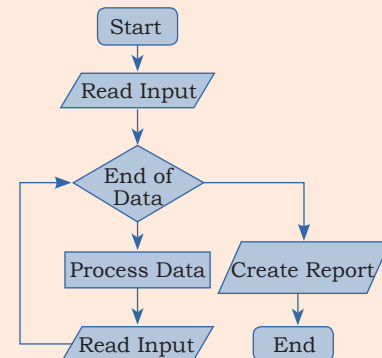 Start
Read Input
End of
Data
Process Data
Create Report
Read Input
End